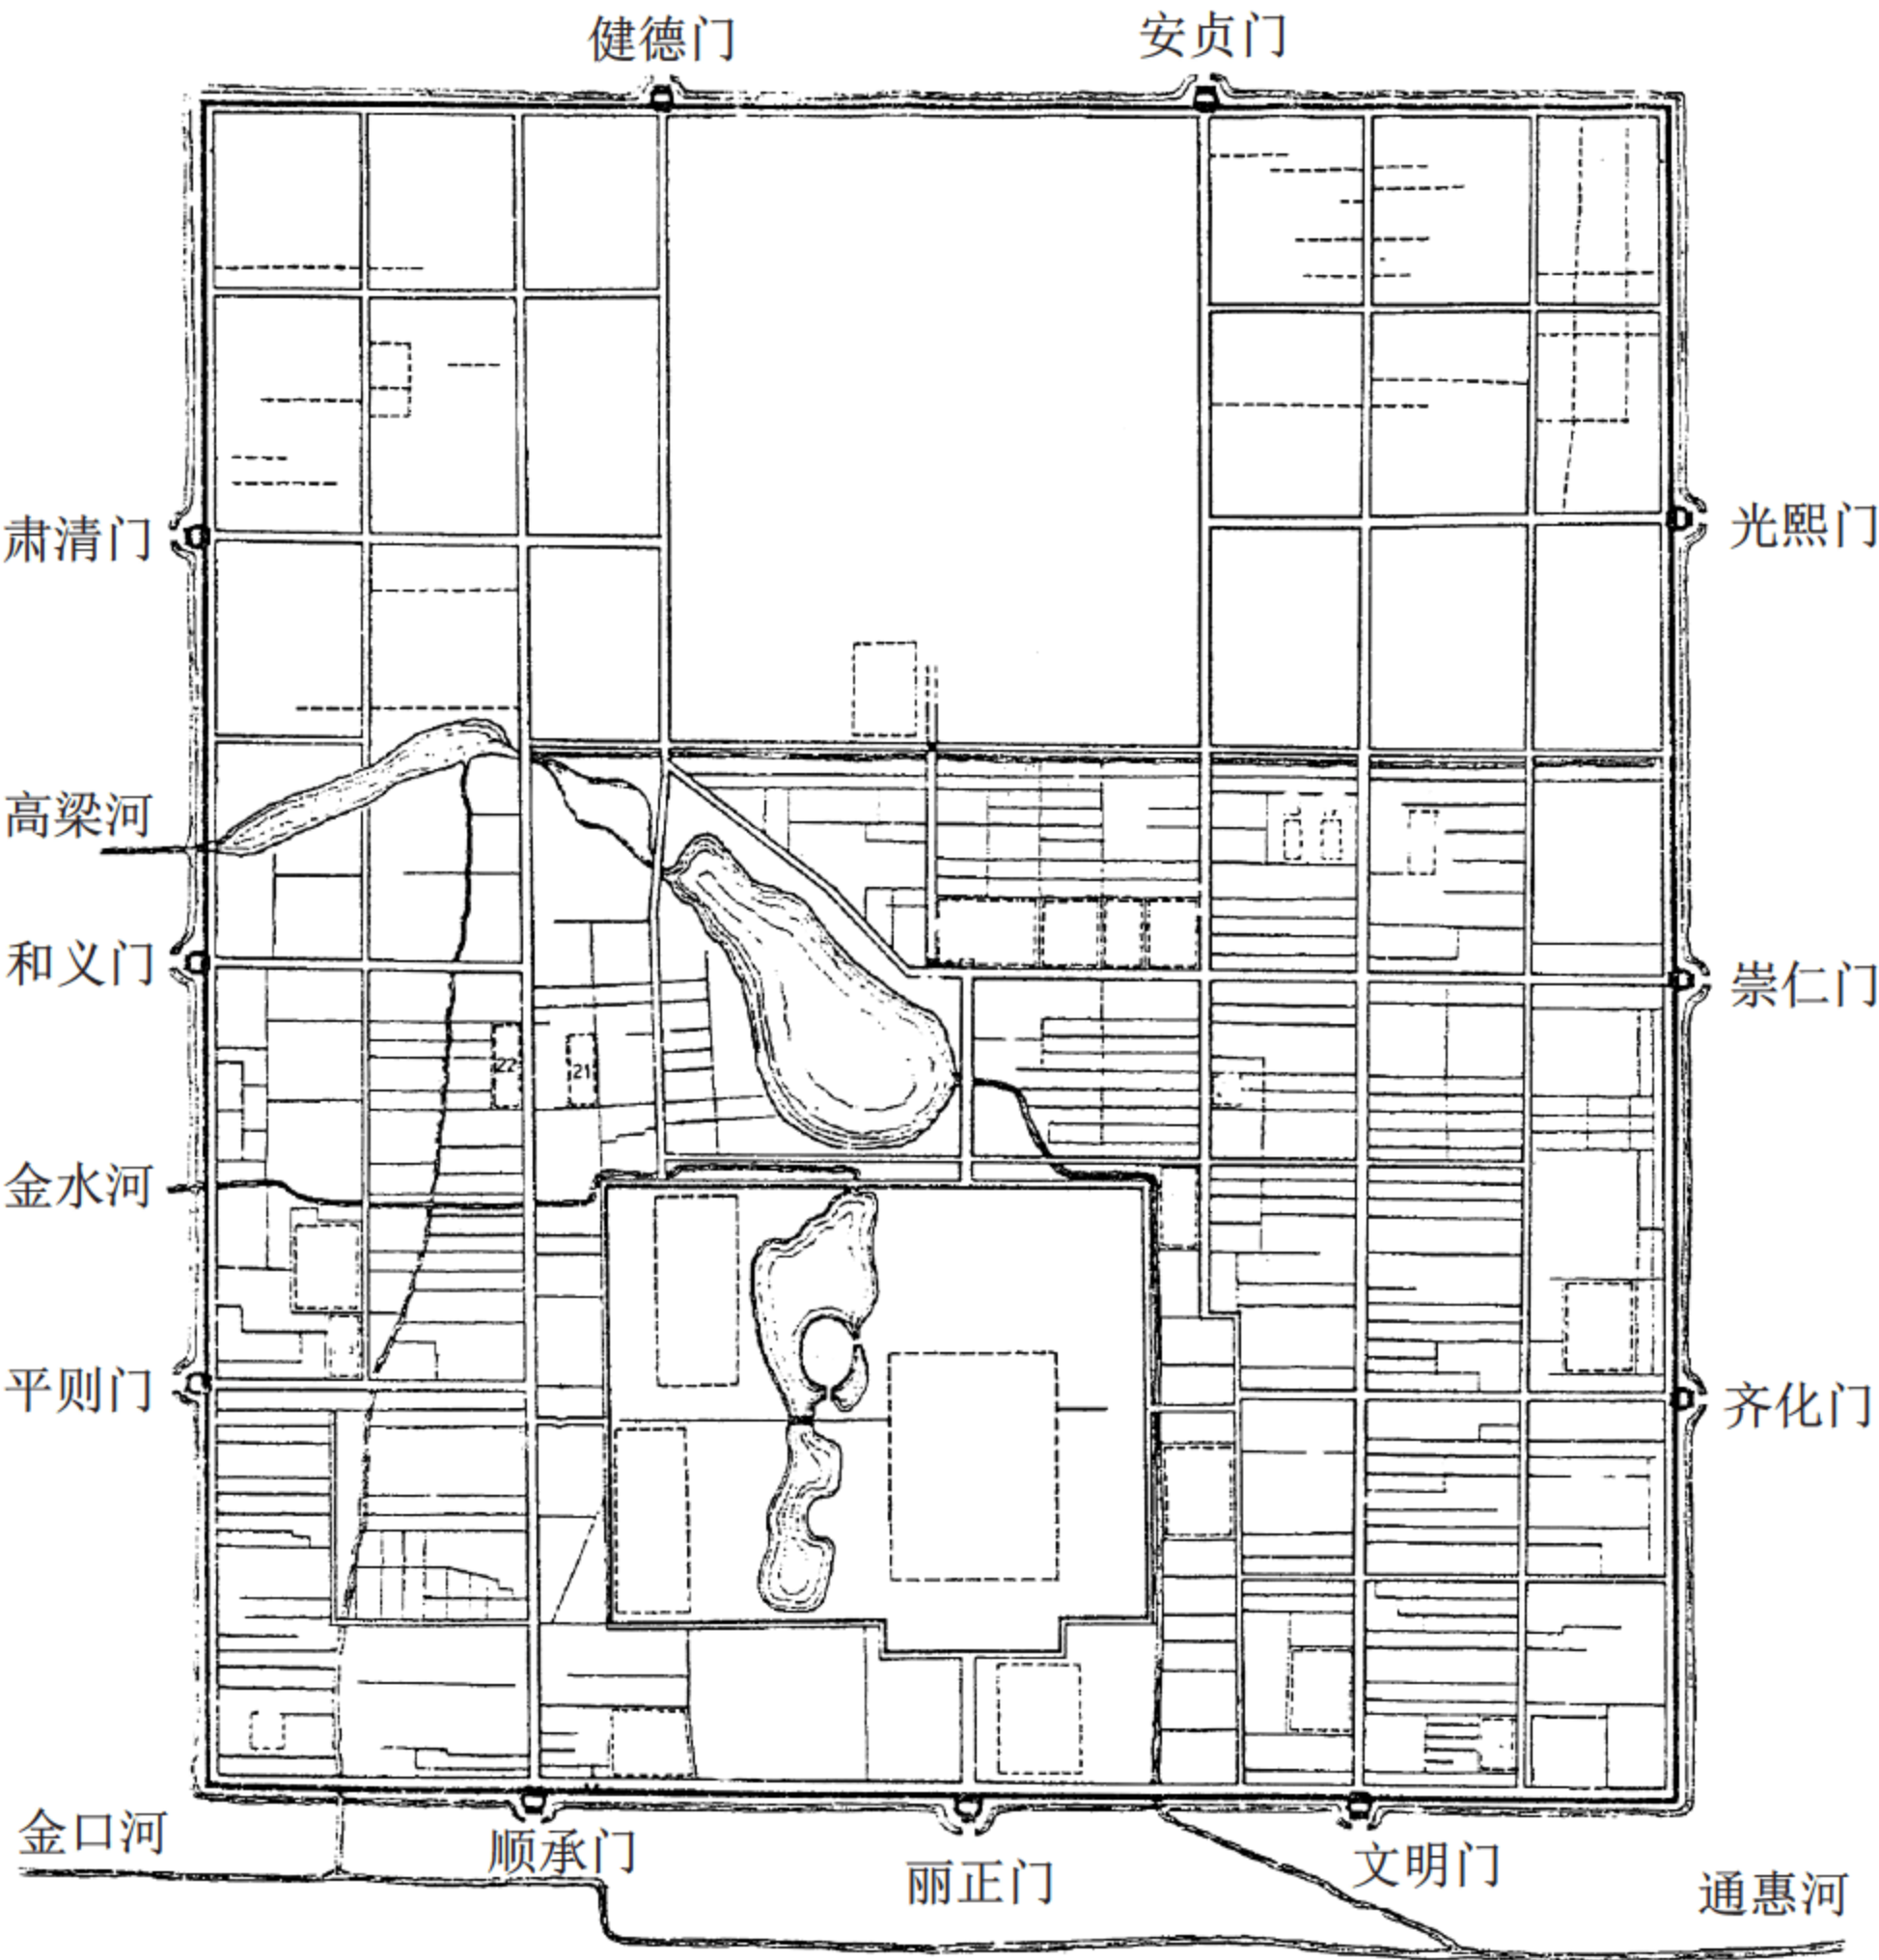 健德门
安贞门
肃清门
光熙门
高梁河
和义门
崇仁门
22
21
金水河
平则门
齐化门
金口河
顺承门
丽正门
文明门
通惠河